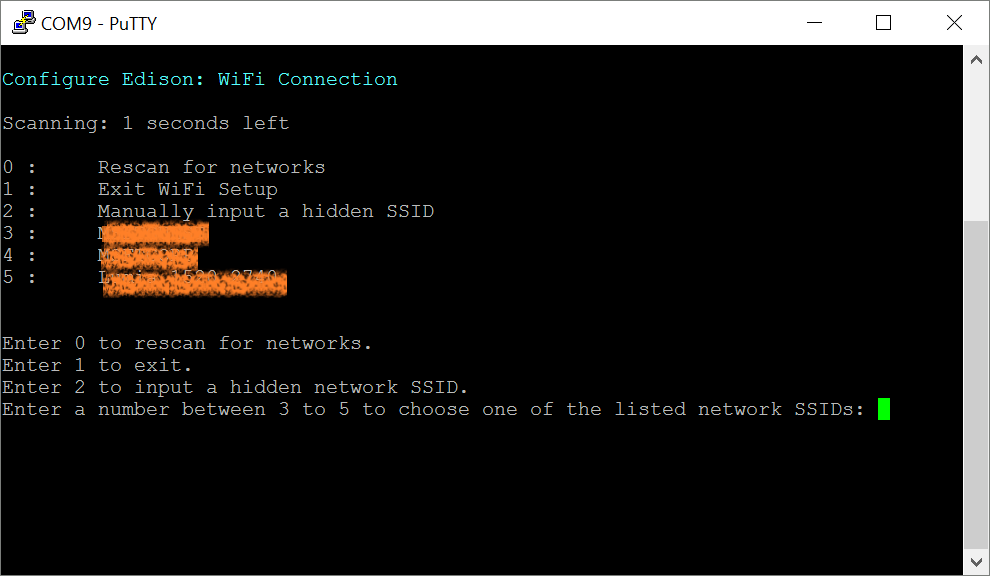 COM9 - PuTTY
Configure Edison: WiFi Connection
Scanning: 1 seconds left
0 : Rescan for networks
1 : Exit WiFi Setup
2 : Manually input a hidden SSID
3 :
4 :
5 :
Enter 0 to rescan for networks.
Enter 1 to exit.
Enter 2 to input a hidden network SSID.
Enter a number between 3 to 5 to choose one of the listed network SSIDs: